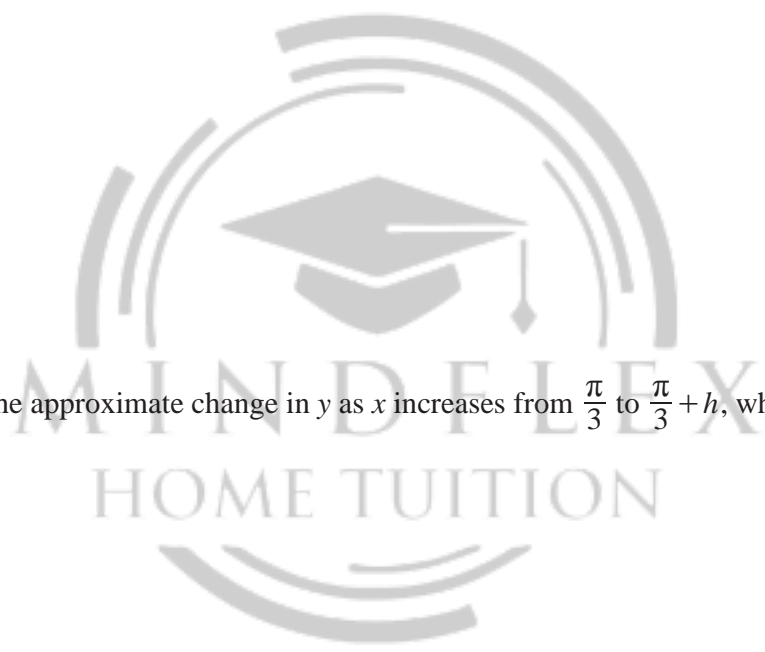 he approximate change in y as x increases from π/3 to π/3 + h, wh
MINDFLEX
HOME TUITION